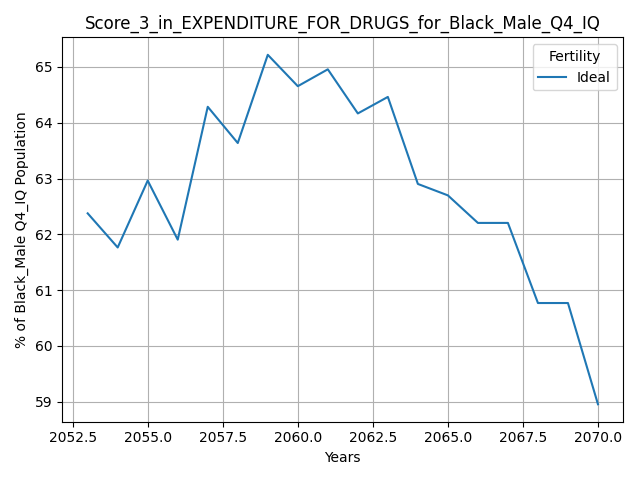 Score_3_in_EXPENDITURE_FOR_DRUGS_for_Black_Male_Q4_IQ
Fertility
Ideal
% of Black_Male Q4_IQ Population
65
64
63
62
61
60
59
2052.5 2055.0 2057.5 2060.0 2062.5 2065.0 2067.5 2070.0
Years